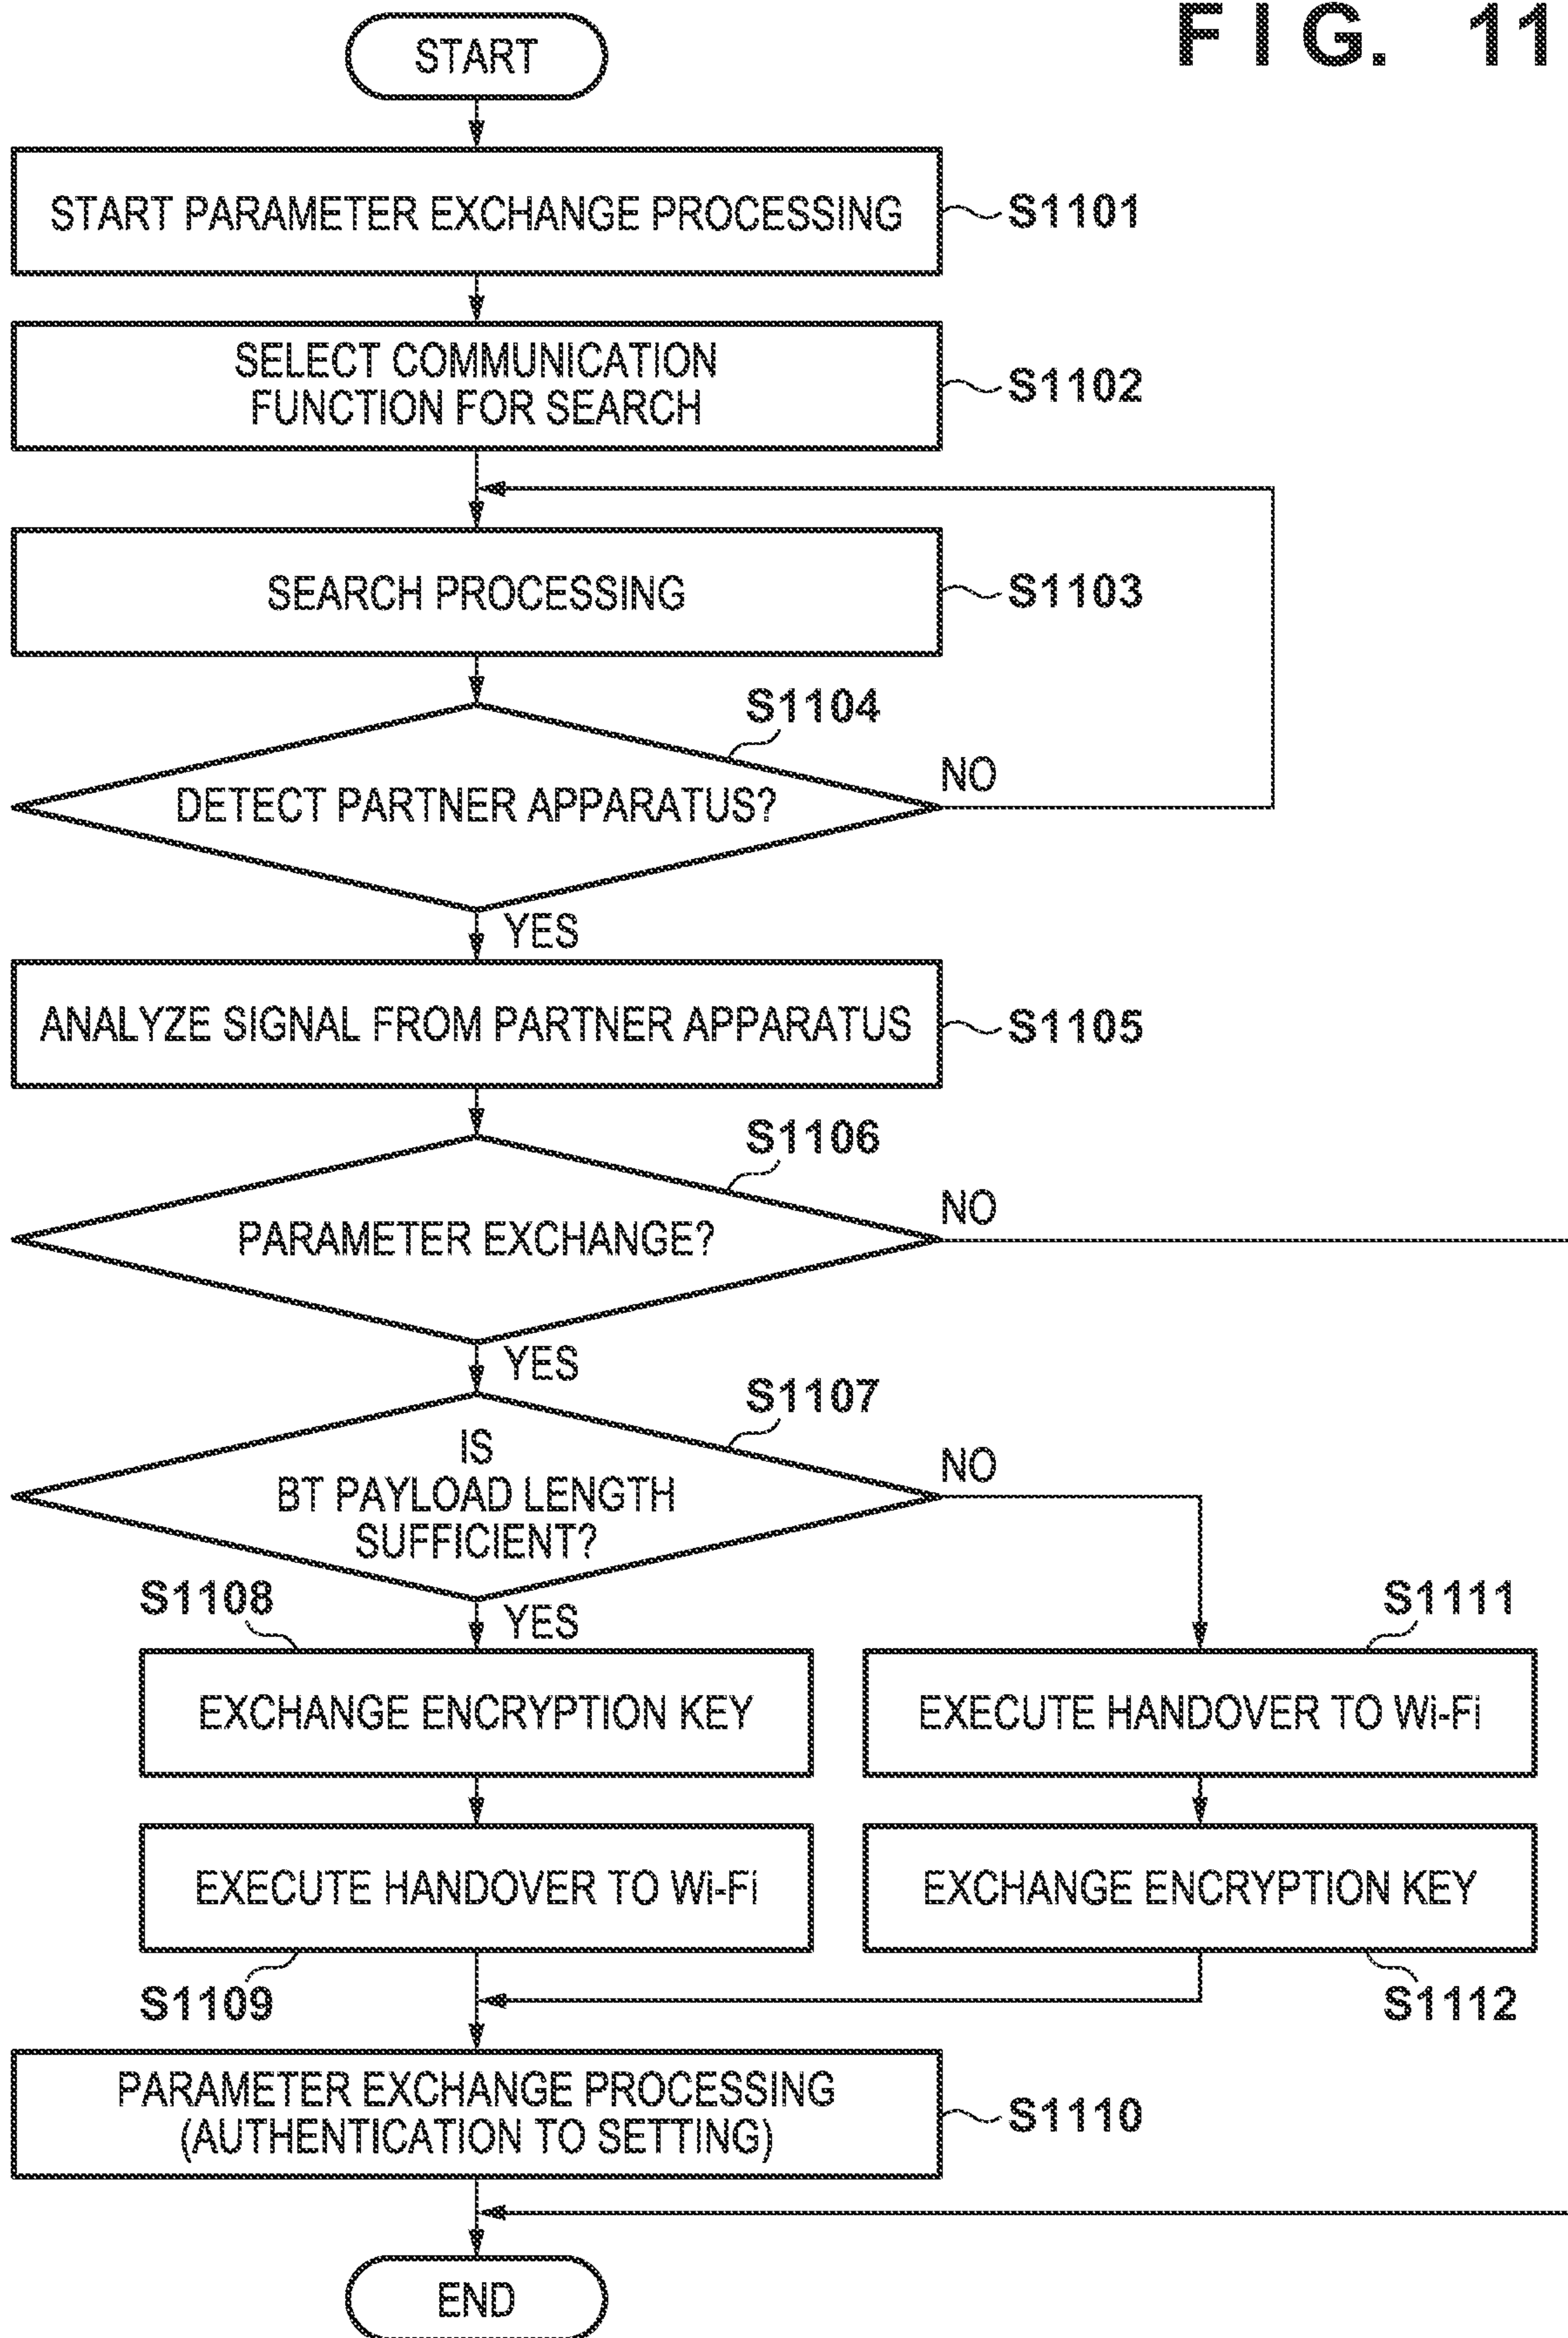 FIG. 11
START
START PARAMETER EXCHANGE PROCESSING
S1101
SELECT COMMUNICATION
FUNCTION FOR SEARCH
S1102
SEARCH PROCESSING
S1103
S1104
DETECT PARTNER APPARATUS?
NO
YES
ANALYZE SIGNAL FROM PARTNER APPARATUS
S1105
S1106
PARAMETER EXCHANGE?
NO
YES
S1107
IS
BT PAYLOAD LENGTH
SUFFICIENT?
NO
YES
S1108
EXCHANGE ENCRYPTION KEY
S1111
EXECUTE HANDOVER TO Wi-Fi
EXECUTE HANDOVER TO Wi-Fi
S1109
EXCHANGE ENCRYPTION KEY
S1112
PARAMETER EXCHANGE PROCESSING
(AUTHENTICATION TO SETTING)
S1110
END